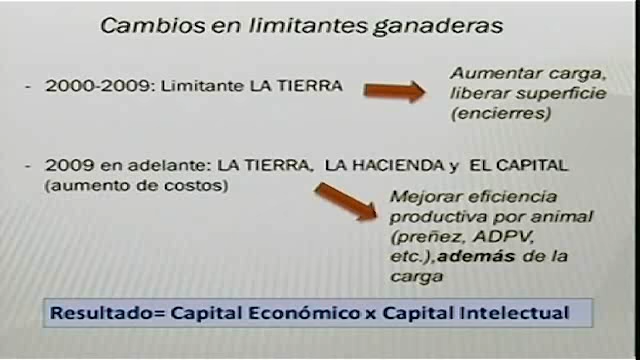 Cambios en limitantes ganaderas
- 2000-2009: Limitante LA TIERRA
Aumentar carga,
liberar superficie
(encierres)
- 2009 en adelante: LA TIERRA, LA HACIENDA y EL CAPITAL
(aumento de costos)
Mejorar eficiencia
productiva por animal
(preñez, ADPV,
etc.),además de la
carga
Resultado= Capital Económico x Capital Intelectual